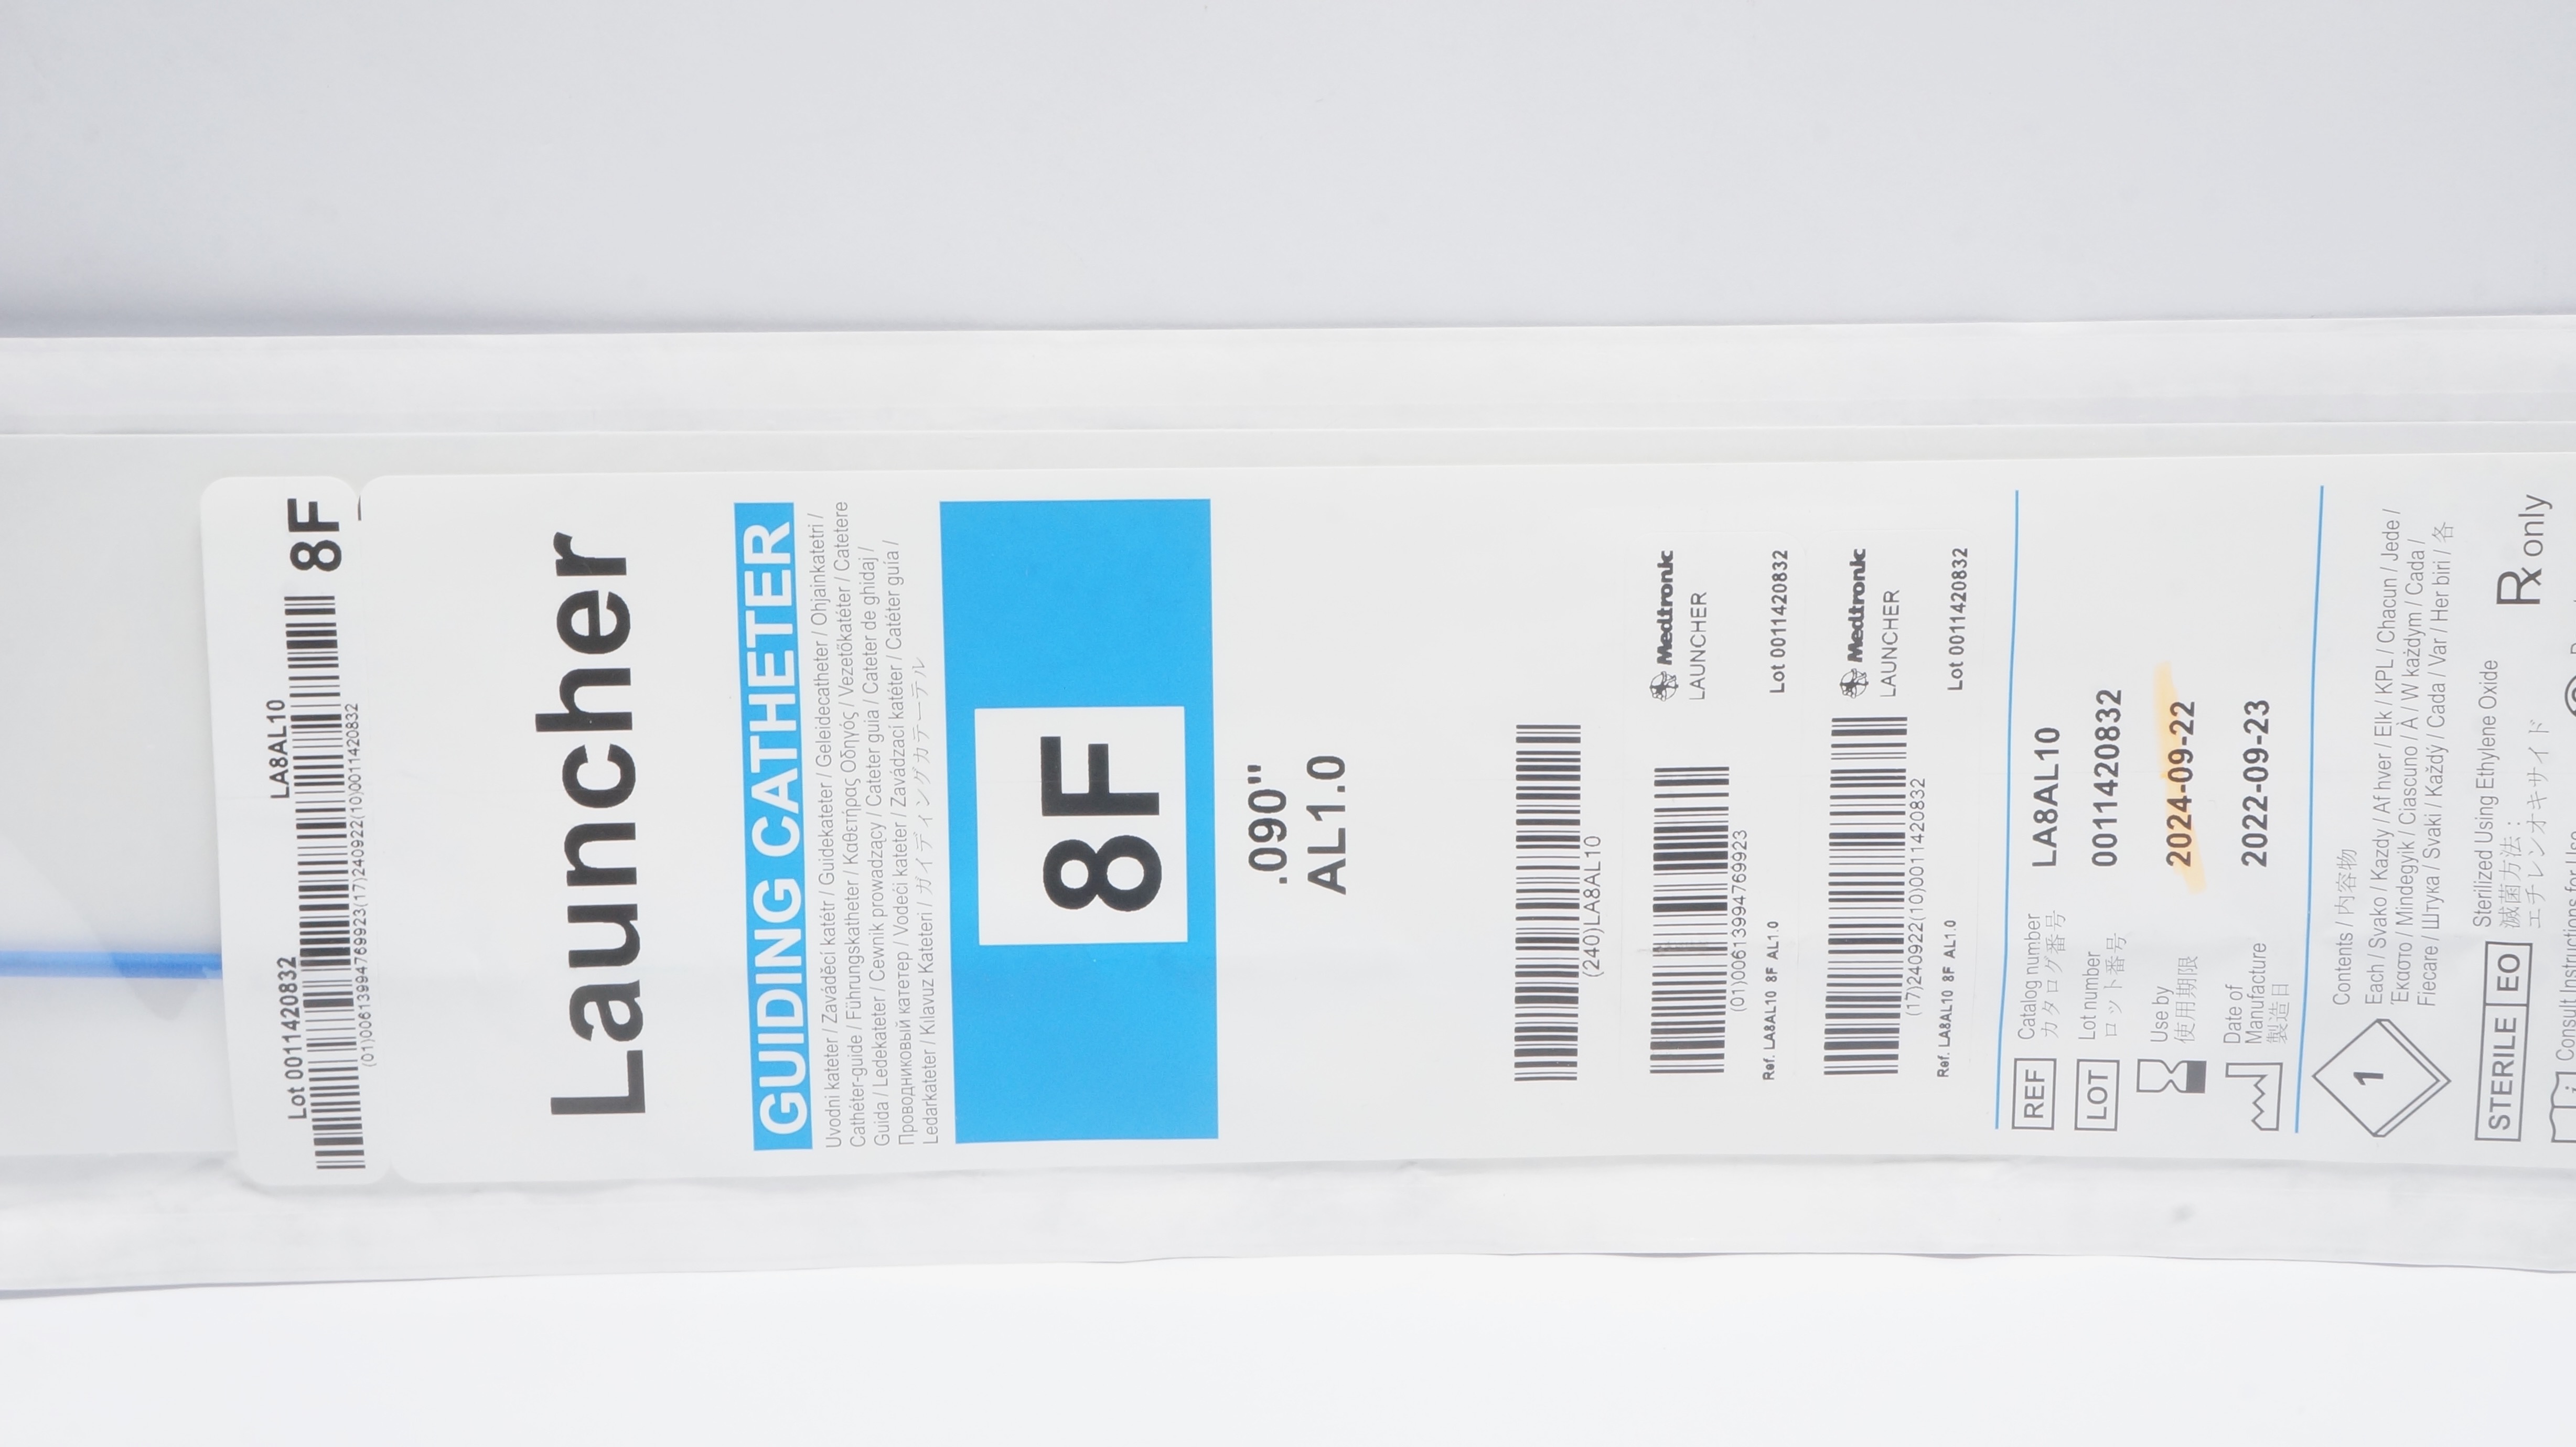 Lot 0011420832
LA8AL10
8F
(01)00613994769923(17)240922(10)0011420832
Launcher
GUIDING CATHETER
Uvodni kateter / Zaváděcí katétr / Guidekateter / Geleidecatheter / Ohjainkatetri /
Cathéter-guide / Führungskatheter / Καθετήρας Οδηγός / Vezetőkatéter / Catetere
Guida / Ledekateter / Cewnik prowadzący / Cateter guia / Cateter de ghidaj /
Проводниковый катетер / Vodeći kateter / Zavádzací katéter / Catéter guía /
Ledarkateter / Kılavuz Kateteri / ガイディングカテーテル
8F
.090"
AL1.0
(240)LA8AL10
Medtronic
LAUNCHER
(01)00613994769923
Ref. LA8AL10 8F AL1.0
Lot 0011420832
Medtronic
LAUNCHER
(17)240922(10)0011420832
Ref. LA8AL10 8F AL1.0
Lot 0011420832
REF Catalog number LA8AL10
カタログ番号
LOT Lot number 0011420832
ロット番号
Use by 2024-09-22
使用期限
Date of
Manufacture 2022-09-23
製造日
1
Contents / 内容物
Each / Svako / Kazdy / Af hver / Elk / KPL / Chacun / Jede /
Έκαστο / Mindegyik / Ciascuno / À / W każdym / Cada /
Fiecare / Штука / Svaki / Každý / Cada / Var / Her biri / 各
STERILE EO
Sterilized Using Ethylene Oxide
滅菌方法：
エチレンオキサイド
Rx only
Consult Instructions for Use